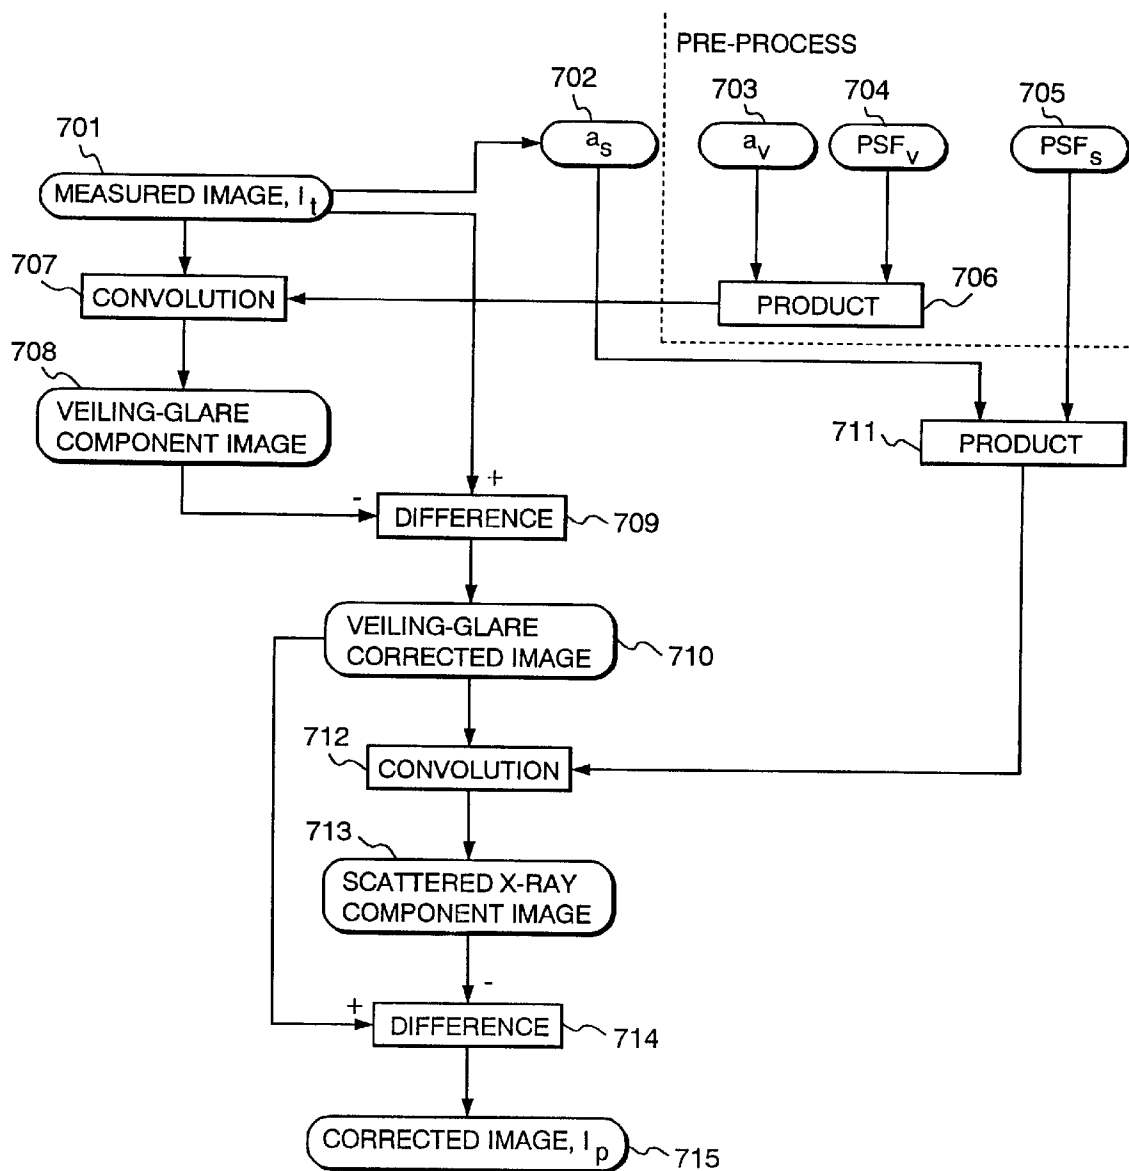 PRE-PROCESS
702
703
704
705
701
a_s
a_v
PSF_v
PSF_s
MEASURED IMAGE, I_t
707
CONVOLUTION
PRODUCT
706
708
VEILING-GLARE
COMPONENT IMAGE
711
PRODUCT
+
-
DIFFERENCE
709
VEILING-GLARE
CORRECTED IMAGE
710
712
CONVOLUTION
713
SCATTERED X-RAY
COMPONENT IMAGE
-
+
DIFFERENCE
714
CORRECTED IMAGE, I_p
715